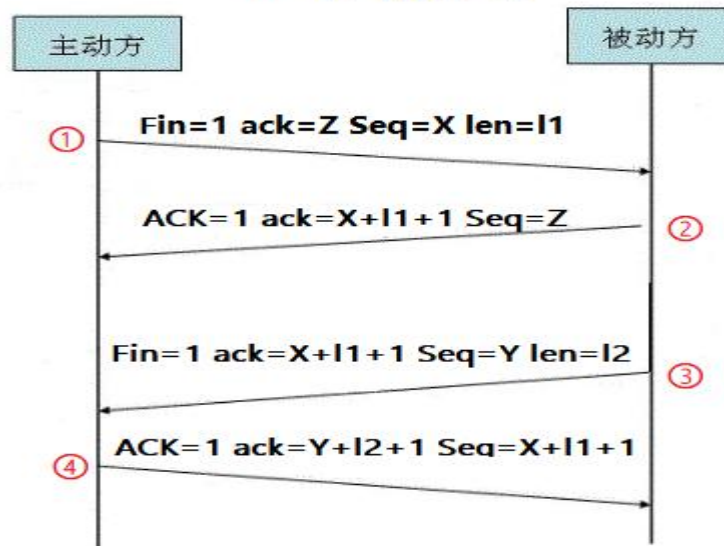 主动方
被动方
① Fin=1 ack=Z Seq=X len=l1
ACK=1 ack=X+l1+1 Seq=Z ②
Fin=1 ack=X+l1+1 Seq=Y len=l2 ③
④ ACK=1 ack=Y+l2+1 Seq=X+l1+1